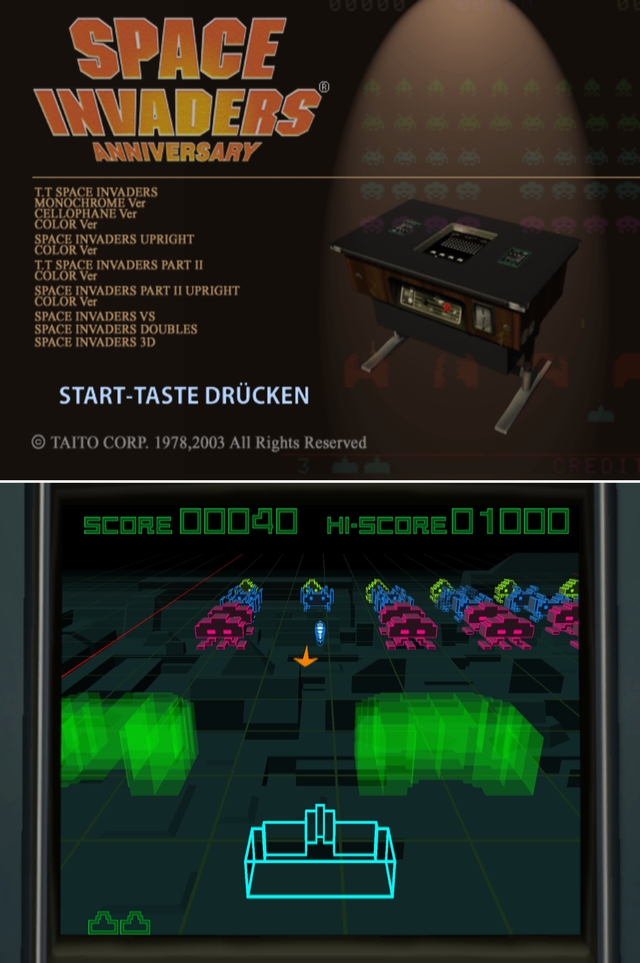 00000
SPACE
INVADERS®
ANNIVERSARY
T.T SPACE INVADERS
MONOCHROME Ver
CELLOPHANE Ver
COLOR Ver
SPACE INVADERS UPRIGHT
COLOR Ver
T.T SPACE INVADERS PART II
COLOR Ver
SPACE INVADERS PART II UPRIGHT
COLOR Ver
SPACE INVADERS VS
SPACE INVADERS DOUBLES
SPACE INVADERS 3D
START-TASTE DRÜCKEN
© TAITO CORP. 1978,2003 All Rights Reserved
3
CREDIT
SCORE 00040 HI-SCORE 01000